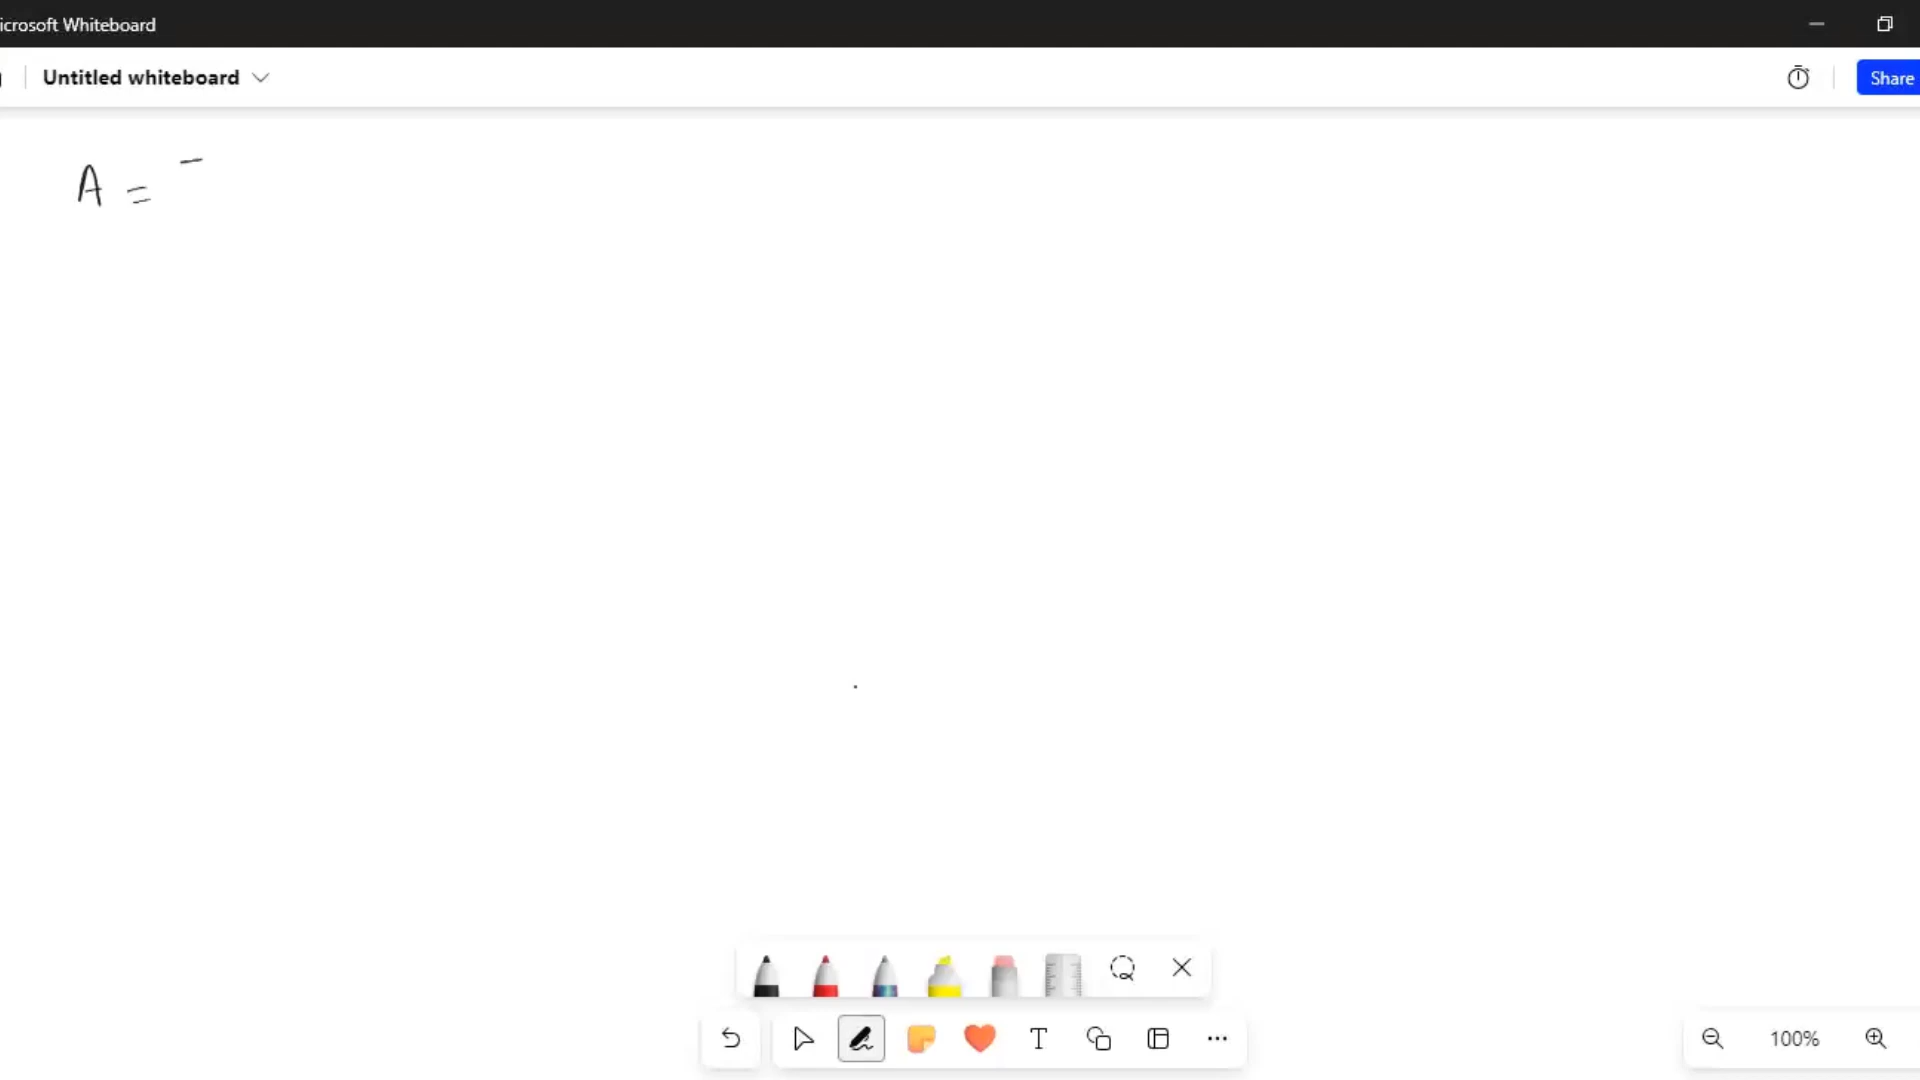 icrosoft Whiteboard
Untitled whiteboard
Share
A = -
T
100%